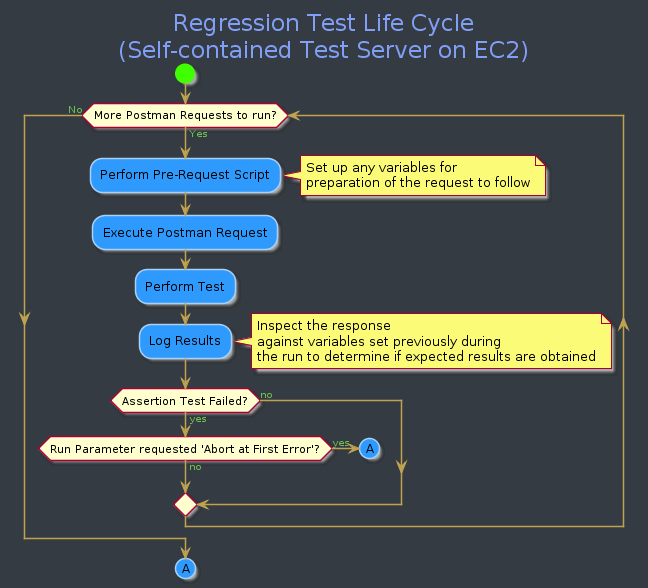 Regression Test Life Cycle
(Self-contained Test Server on EC2)
No
More Postman Requests to run?
Yes
Perform Pre-Request Script
Set up any variables for
preparation of the request to follow
Execute Postman Request
Perform Test
Log Results
Inspect the response
against variables set previously during
the run to determine if expected results are obtained
Assertion Test Failed?
no
yes
Run Parameter requested 'Abort at First Error'?
yes
A
no
A